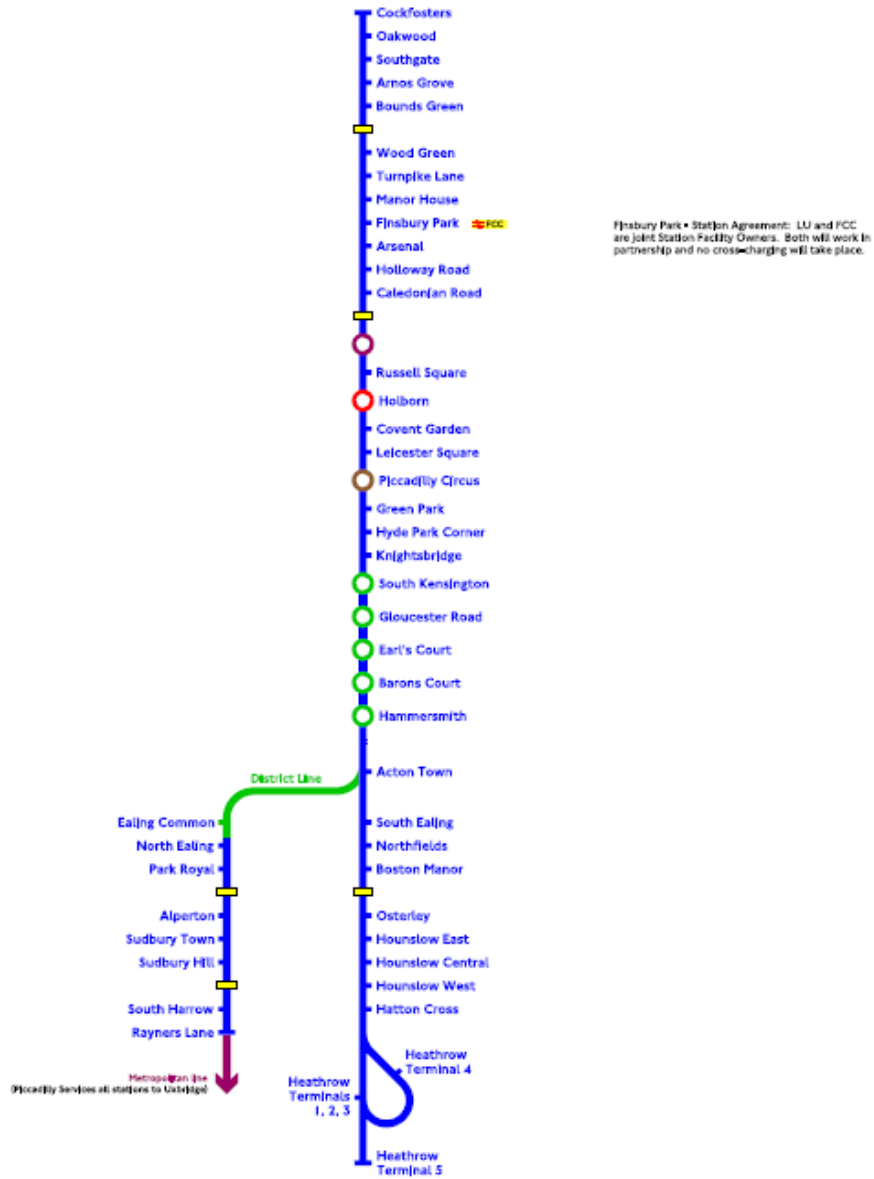 Cockfosters
Oakwood
Southgate
Arnos Grove
Bounds Green
Wood Green
Turnpike Lane
Manor House
Finsbury Park FCC
Arsenal
Holloway Road
Caledonian Road
Finsbury Park • Station Agreement: LU and FCC
are joint Station Facility Owners. Both will work in
partnership and no cross-charging will take place.
Russell Square
Holborn
Covent Garden
Leicester Square
Piccadilly Circus
Green Park
Hyde Park Corner
Knightsbridge
South Kensington
Gloucester Road
Earl's Court
Barons Court
Hammersmith
Acton Town
District Line
Ealing Common
North Ealing
Park Royal
Alperton
Sudbury Town
Sudbury Hill
South Harrow
Rayners Lane
Metropolitan line
(Piccadilly Services all stations to Uxbridge)
South Ealing
Northfields
Boston Manor
Osterley
Hounslow East
Hounslow Central
Hounslow West
Hatton Cross
Heathrow
Terminal 4
Heathrow
Terminals
1, 2, 3
Heathrow
Terminal 5